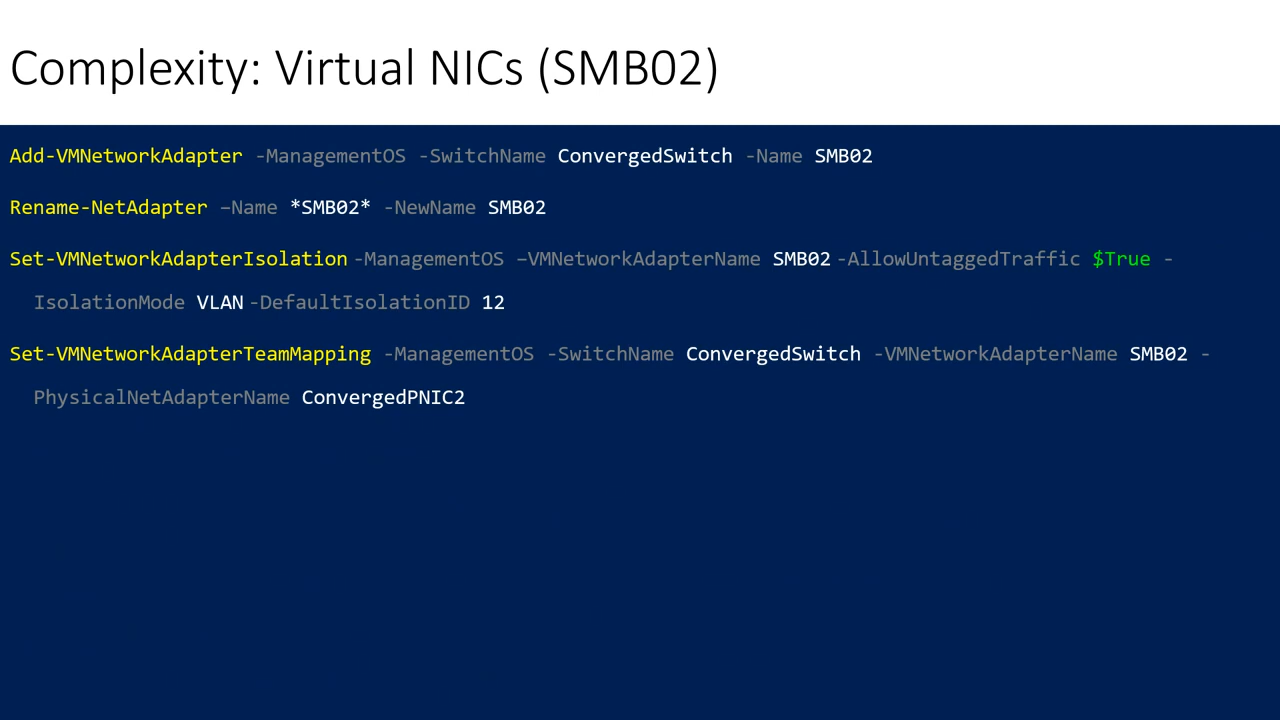 Complexity: Virtual NICs (SMB02)
Add-VMNetworkAdapter -ManagementOS -SwitchName ConvergedSwitch -Name SMB02
Rename-NetAdapter –Name *SMB02* -NewName SMB02
Set-VMNetworkAdapterIsolation -ManagementOS –VMNetworkAdapterName SMB02 -AllowUntaggedTraffic $True -
IsolationMode VLAN -DefaultIsolationID 12
Set-VMNetworkAdapterTeamMapping -ManagementOS -SwitchName ConvergedSwitch -VMNetworkAdapterName SMB02 -
PhysicalNetAdapterName ConvergedPNIC2